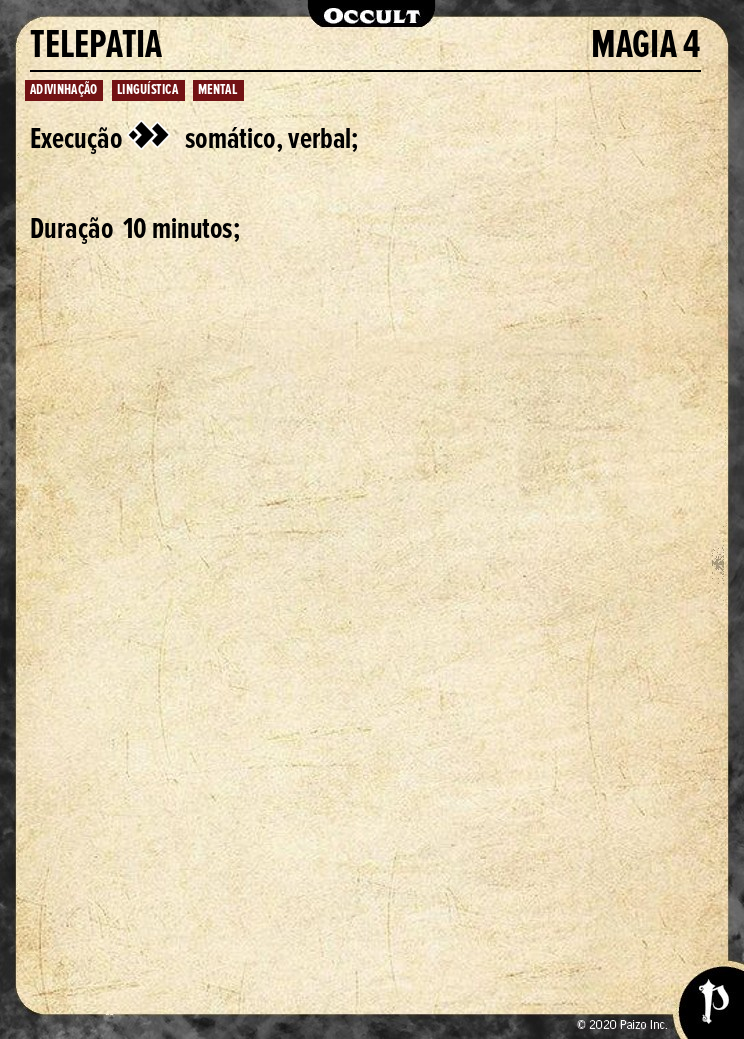 OCCULT
TELEPATIA MAGIA 4
ADIVINHAÇÃO LINGUÍSTICA MENTAL
Execução somático, verbal;
Duração 10 minutos;
© 2020 Paizo Inc.
P